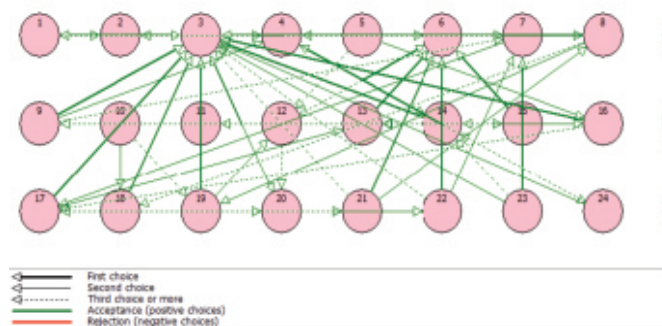 1 2 3 4 5 6 7 8
9 10 11 12 13 14 15 16
17 18 19 20 21 22 23 24
First choice
Second choice
Third choice or more
Acceptance (positive choices)
Rejection (negative choices)